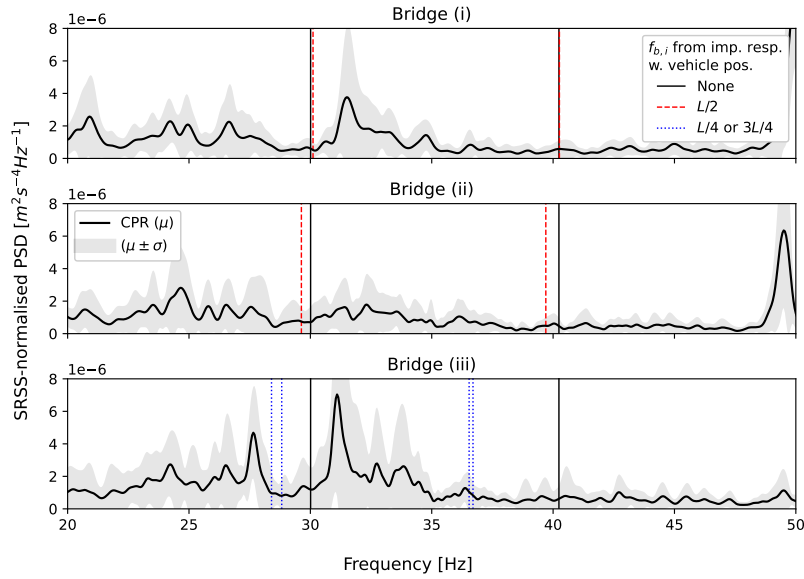 Bridge (i)
1e−6
8
6
4
2
0
f_{b,i} from imp. resp.
w. vehicle pos.
None
L/2
L/4 or 3L/4
Bridge (ii)
1e−6
8
6
4
2
0
CPR (μ)
(μ ± σ)
SRSS-normalised PSD [m²s⁻⁴Hz⁻¹]
Bridge (iii)
1e−6
8
6
4
2
0
20 25 30 35 40 45 50
Frequency [Hz]